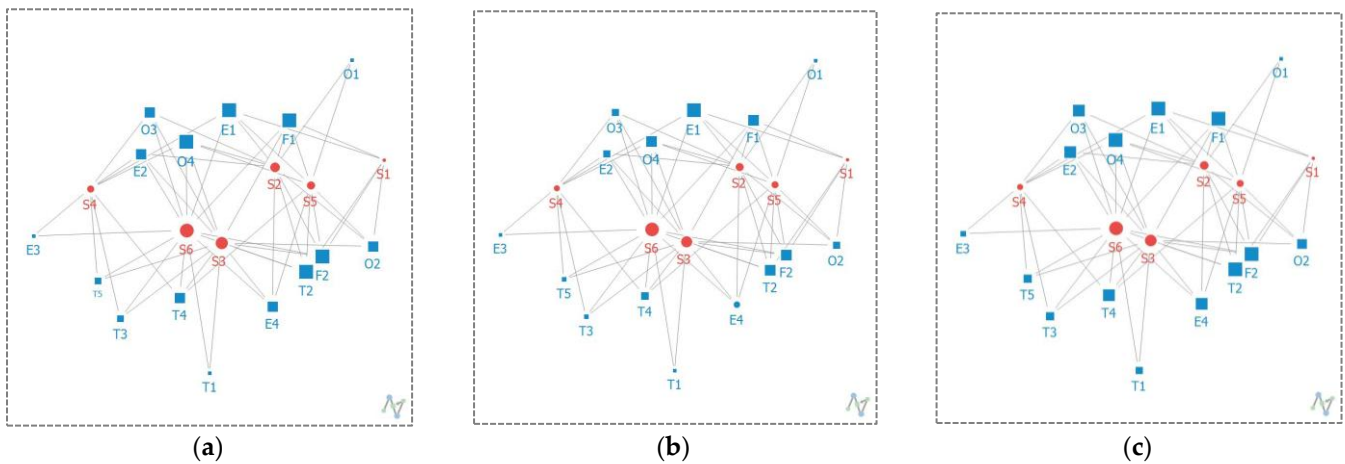 O1
O3
E1
F1
E2
O4
S2
S1
S5
S4
E3
S6
S3
O2
F2
T2
T5
T4
E4
T3
T1
(a)
O1
O3
E1
F1
E2
O4
S2
S1
S5
S4
E3
S6
S3
O2
F2
T2
T5
T4
E4
T3
T1
(b)
O1
O3
E1
F1
O4
E2
S2
S1
S5
S4
E3
S6
S3
O2
F2
T2
T5
T4
E4
T3
T1
(c)